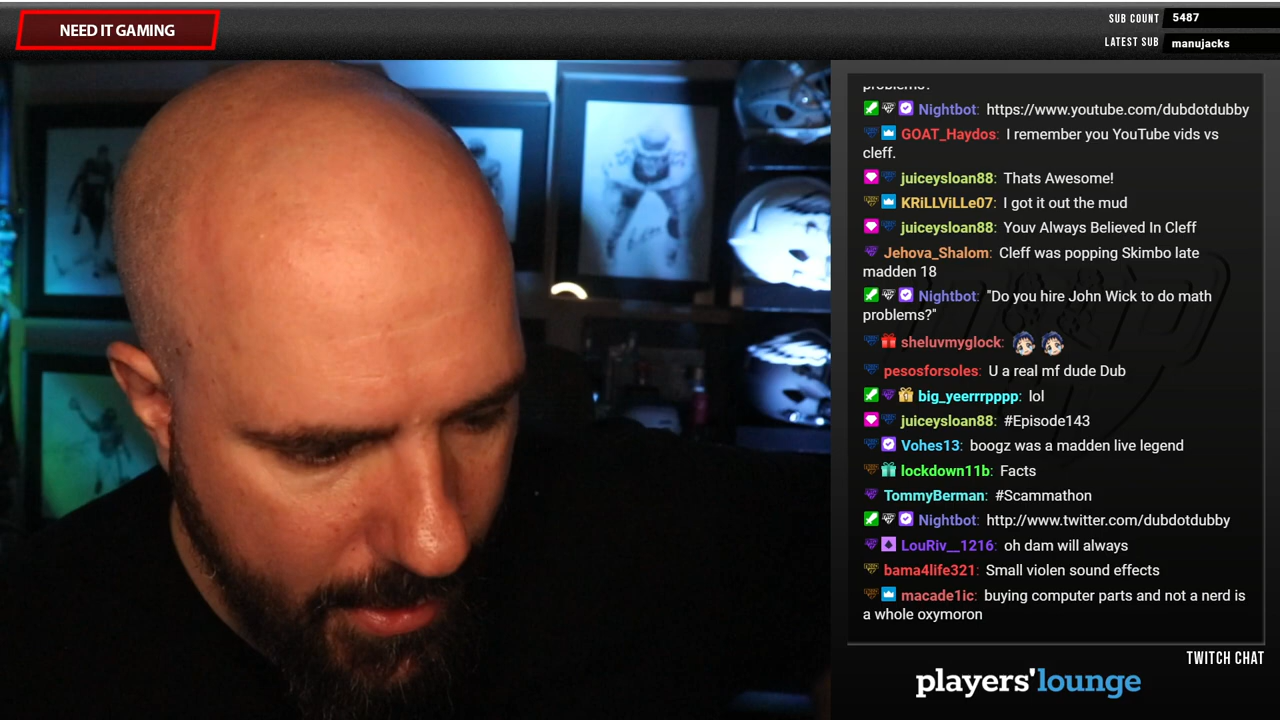 NEED IT GAMING
SUB COUNT 5487
LATEST SUB manujacks
problems?"
Nightbot: https://www.youtube.com/dubdotdubby
GOAT_Haydos: I remember you YouTube vids vs
cleff.
juiceysloan88: Thats Awesome!
KRiLLViLLe07: I got it out the mud
juiceysloan88: Youv Always Believed In Cleff
Jehova_Shalom: Cleff was popping Skimbo late
madden 18
Nightbot: "Do you hire John Wick to do math
problems?"
sheluvmyglock:
pesosforsoles: U a real mf dude Dub
big_yeerrrpppp: lol
juiceysloan88: #Episode143
Vohes13: boogz was a madden live legend
lockdown11b: Facts
TommyBerman: #Scammathon
Nightbot: http://www.twitter.com/dubdotdubby
LouRiv__1216: oh dam will always
bama4life321: Small violen sound effects
macade1ic: buying computer parts and not a nerd is
a whole oxymoron
TWITCH CHAT
players'lounge